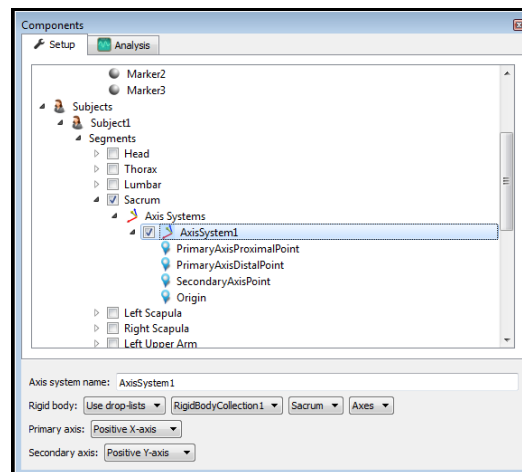 Components
Setup Analysis
Marker2
Marker3
Subjects
Subject1
Segments
Head
Thorax
Lumbar
Sacrum
Axis Systems
AxisSystem1
PrimaryAxisProximalPoint
PrimaryAxisDistalPoint
SecondaryAxisPoint
Origin
Left Scapula
Right Scapula
Left Upper Arm
Axis system name: AxisSystem1
Rigid body: Use drop-lists RigidBodyCollection1 Sacrum Axes
Primary axis: Positive X-axis
Secondary axis: Positive Y-axis